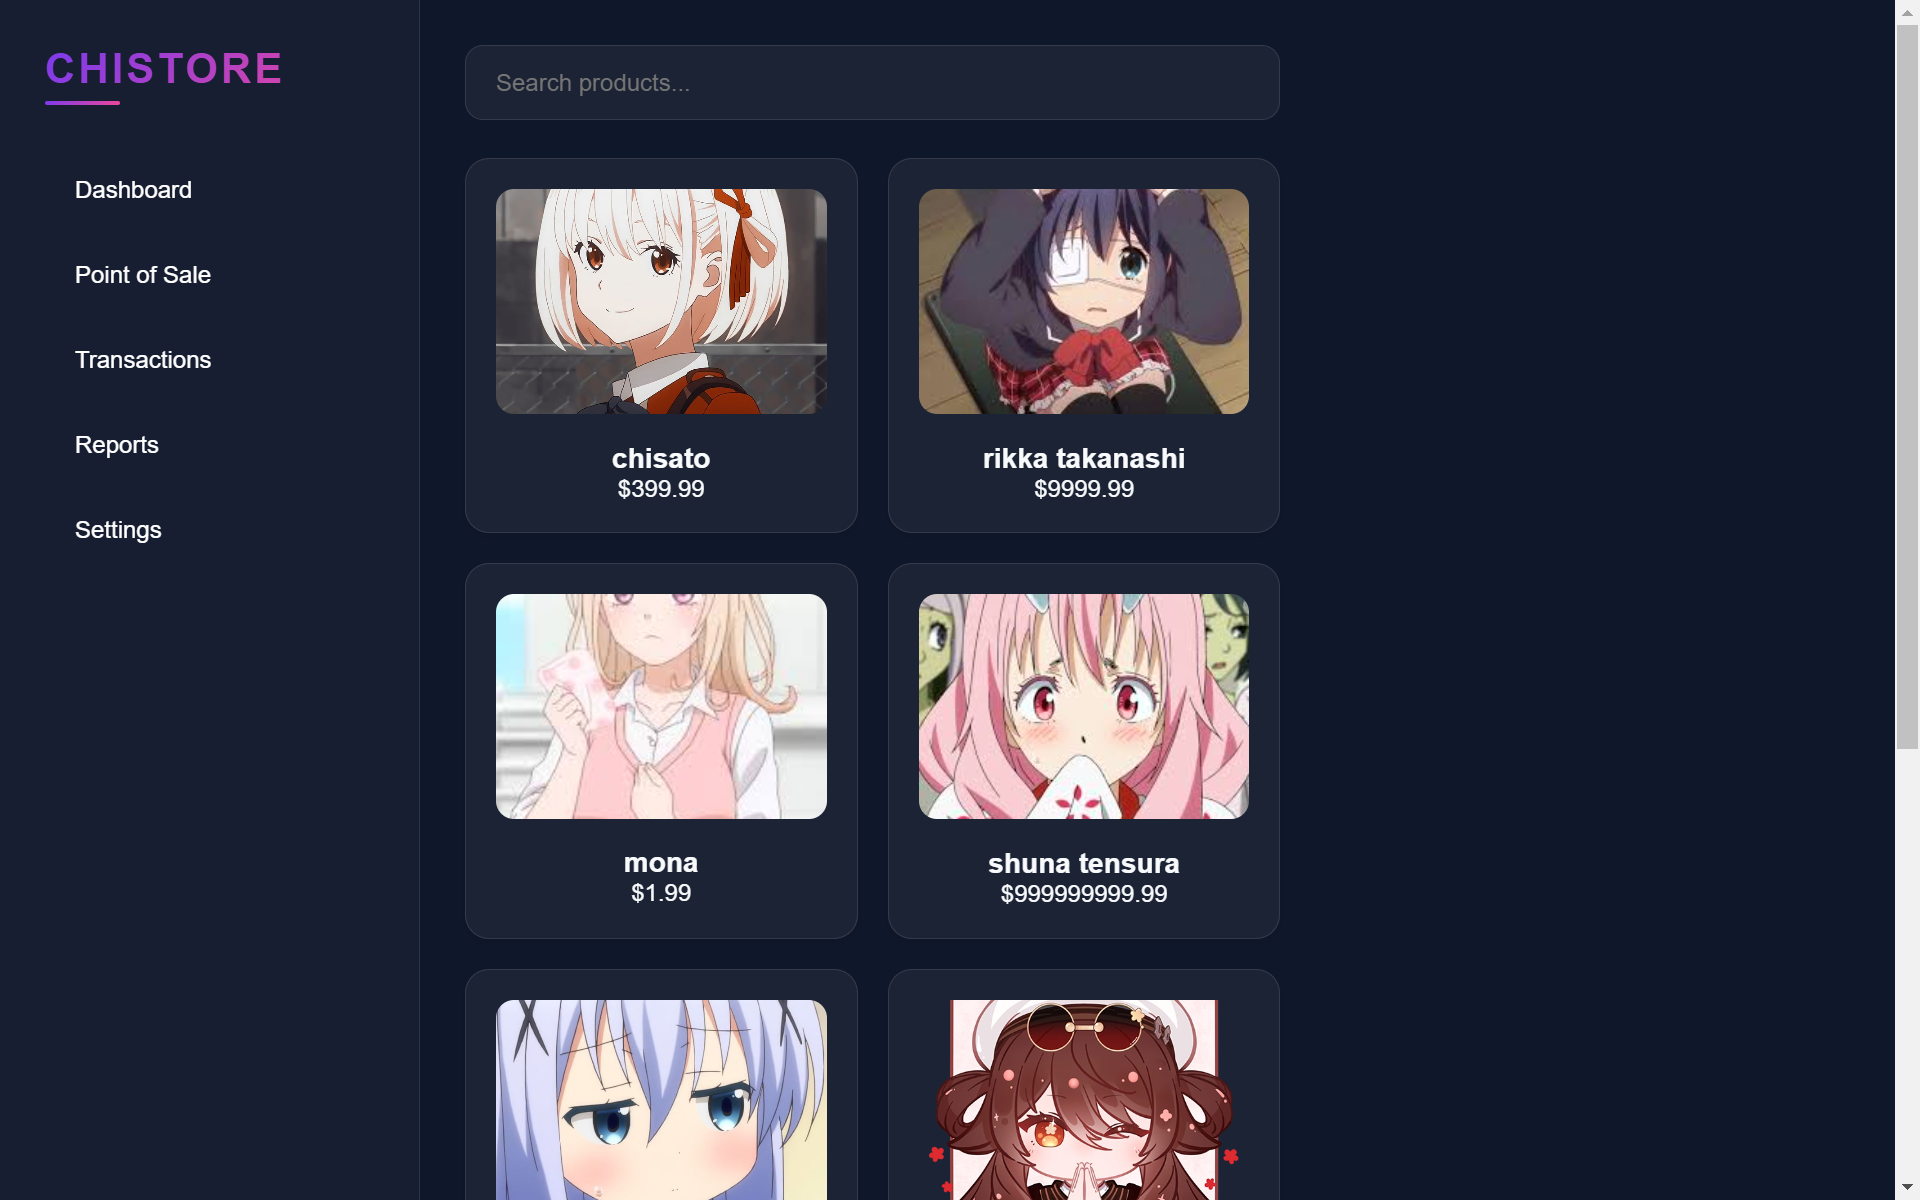 CHISTORE
Dashboard
Point of Sale
Transactions
Reports
Settings
Search products...
chisato
$399.99
rikka takanashi
$9999.99
mona
$1.99
shuna tensura
$999999999.99